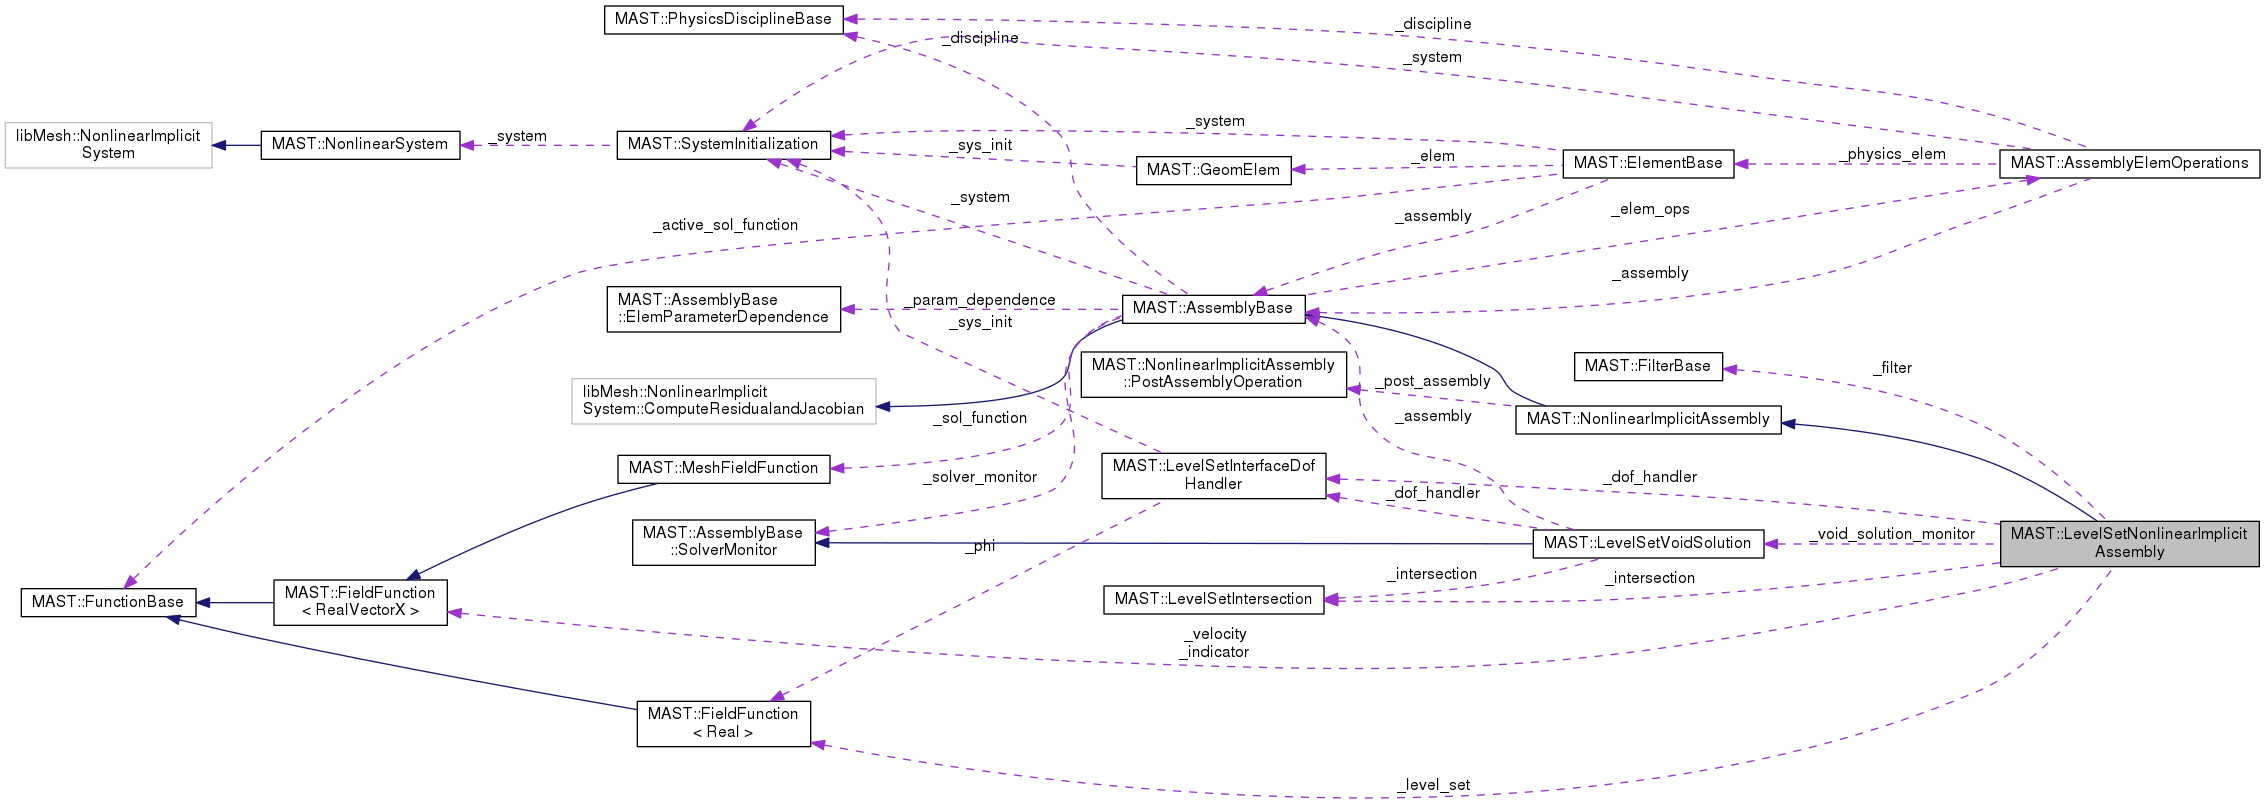 MAST::PhysicsDisciplineBase
_discipline
_discipline
_system
libMesh::NonlinearImplicit
System
MAST::NonlinearSystem
_system
MAST::SystemInitialization
_system
_sys_init
MAST::GeomElem
_elem
MAST::ElementBase
_physics_elem
MAST::AssemblyElemOperations
_system
_active_sol_function
_assembly
_elem_ops
_assembly
MAST::AssemblyBase
::ElemParameterDependence
_param_dependence
_sys_init
MAST::AssemblyBase
libMesh::NonlinearImplicit
System::ComputeResidualandJacobian
MAST::NonlinearImplicitAssembly
::PostAssemblyOperation
_post_assembly
_assembly
MAST::FilterBase
_filter
MAST::NonlinearImplicitAssembly
_sol_function
MAST::MeshFieldFunction
_solver_monitor
MAST::LevelSetInterfaceDof
Handler
_dof_handler
_dof_handler
MAST::AssemblyBase
::SolverMonitor
_phi
MAST::LevelSetVoidSolution
_void_solution_monitor
MAST::LevelSetNonlinearImplicit
Assembly
_intersection
_intersection
MAST::FunctionBase
MAST::FieldFunction
< RealVectorX >
MAST::LevelSetIntersection
_velocity
_indicator
MAST::FieldFunction
< Real >
_level_set